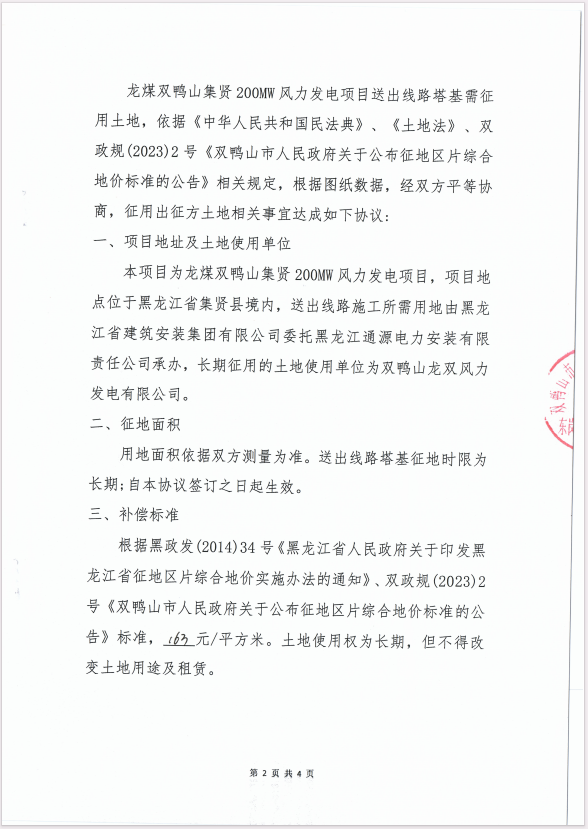 龙煤双鸭山集贤200MW风力发电项目送出线路塔基需征
用土地，依据《中华人民共和国民法典》、《土地法》、双
政规(2023)2号《双鸭山市人民政府关于公布征地区片综合
地价标准的公告》相关规定，根据图纸数据，经双方平等协
商，征用出征方土地相关事宜达成如下协议：
一、项目地址及土地使用单位
本项目为龙煤双鸭山集贤200MW风力发电项目，项目地
点位于黑龙江省集贤县境内，送出线路施工所需用地由黑龙
江省建筑安装集团有限公司委托黑龙江通源电力安装有限
责任公司承办，长期征用的土地使用单位为双鸭山龙双风力
发电有限公司。
二、征地面积
用地面积依据双方测量为准。送出线路塔基征地时限为
长期;自本协议签订之日起生效。
三、补偿标准
根据黑政发(2014)34号《黑龙江省人民政府关于印发黑
龙江省征地区片综合地价实施办法的通知》、双政规(2023)2
号《双鸭山市人民政府关于公布征地区片综合地价标准的公
告》标准，163元/平方米。土地使用权为长期，但不得改
变土地用途及租赁。
双鸭山
第 2 页 共 4 页